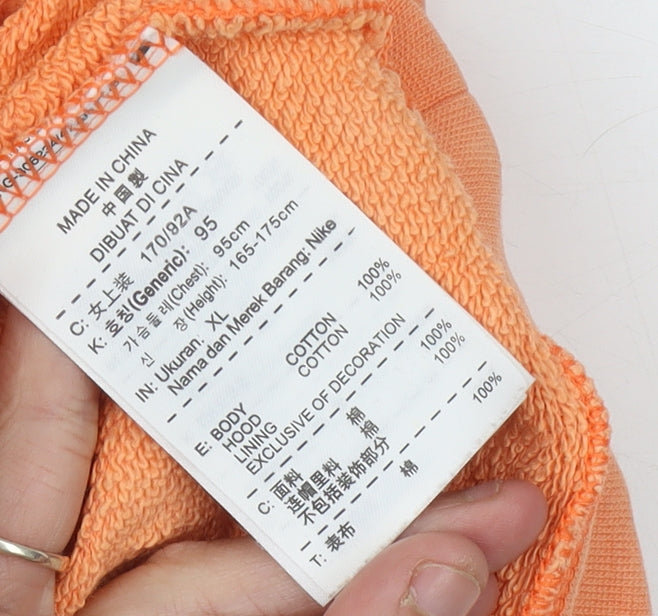 MADE IN CHINA
中国製
DIBUAT DI CINA
C: 女上装 170/92A
K: 호칭(Generic): 95
가슴둘레(Chest): 95cm
신 장(Height): 165-175cm
IN: Ukuran: XL
Nama dan Merek Barang: Nike
E: BODY COTTON 100%
HOOD COTTON 100%
LINING
EXCLUSIVE OF DECORATION
C: 面料 棉 100%
连帽里料 棉 100%
不包括装饰部分
T: 表布 棉 100%